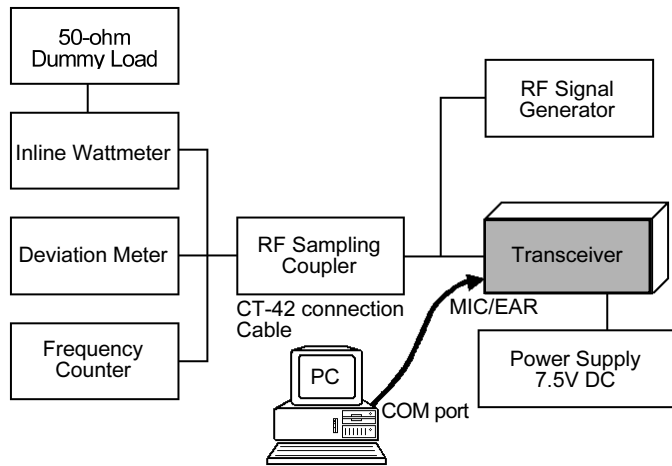 50-ohm
Dummy Load
Inline Wattmeter
Deviation Meter
Frequency
Counter
RF Sampling
Coupler
CT-42 connection
Cable
RF Signal
Generator
Transceiver
MIC/EAR
Power Supply
7.5V DC
PC
COM port